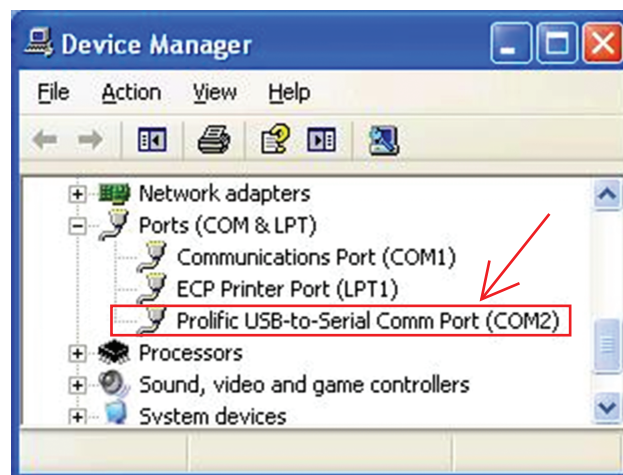 Device Manager
File Action View Help
Network adapters
Ports (COM & LPT)
Communications Port (COM1)
ECP Printer Port (LPT1)
Prolific USB-to-Serial Comm Port (COM2)
Processors
Sound, video and game controllers
System devices